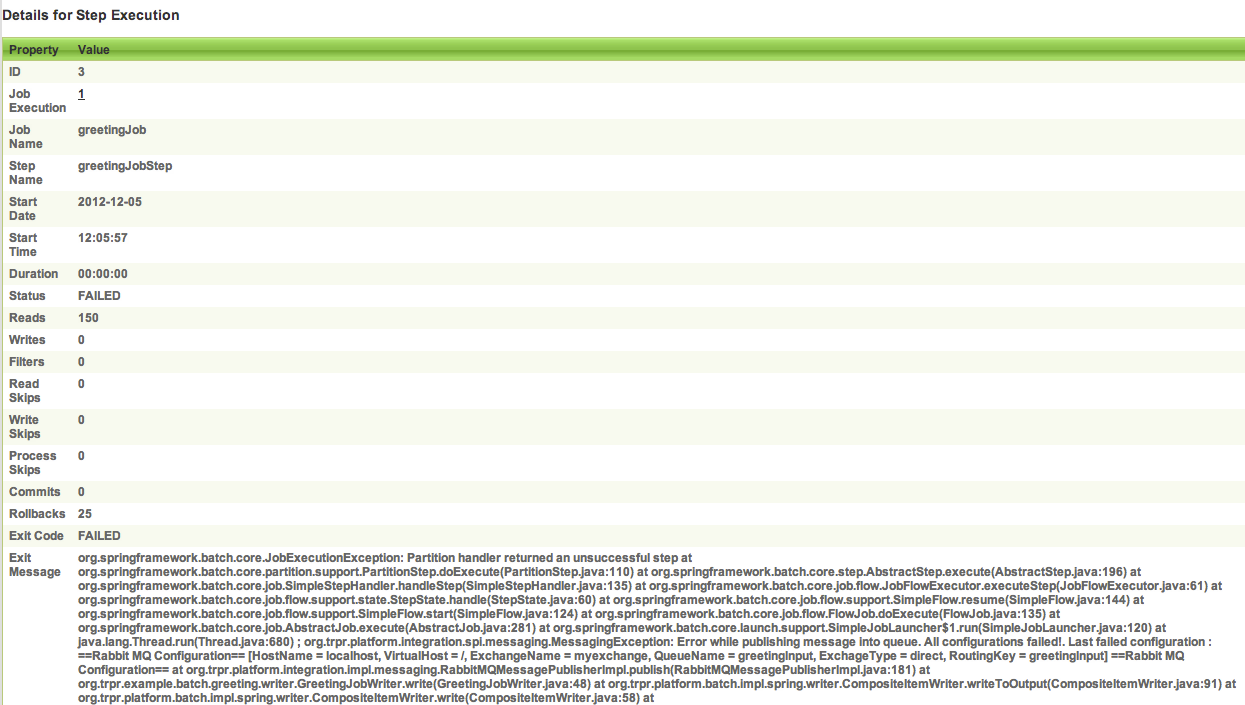 Details for Step Execution
Property Value
ID 3
Job Execution 1
Job Name greetingJob
Step Name greetingJobStep
Start Date 2012-12-05
Start Time 12:05:57
Duration 00:00:00
Status FAILED
Reads 150
Writes 0
Filters 0
Read Skips 0
Write Skips 0
Process Skips 0
Commits 0
Rollbacks 25
Exit Code FAILED
Exit Message org.springframework.batch.core.JobExecutionException: Partition handler returned an unsuccessful step at
org.springframework.batch.core.partition.support.PartitionStep.doExecute(PartitionStep.java:110) at org.springframework.batch.core.step.AbstractStep.execute(AbstractStep.java:196) at
org.springframework.batch.core.job.SimpleStepHandler.handleStep(SimpleStepHandler.java:135) at org.springframework.batch.core.job.flow.JobFlowExecutor.executeStep(JobFlowExecutor.java:61) at
org.springframework.batch.core.job.flow.support.state.StepState.handle(StepState.java:60) at org.springframework.batch.core.job.flow.support.SimpleFlow.resume(SimpleFlow.java:144) at
org.springframework.batch.core.job.flow.support.SimpleFlow.start(SimpleFlow.java:124) at org.springframework.batch.core.job.flow.FlowJob.doExecute(FlowJob.java:135) at
org.springframework.batch.core.job.AbstractJob.execute(AbstractJob.java:281) at org.springframework.batch.core.launch.support.SimpleJobLauncher$1.run(SimpleJobLauncher.java:120) at
java.lang.Thread.run(Thread.java:680) ; org.trpr.platform.integration.spi.messaging.MessagingException: Error while publishing message into queue. All configurations failed!. Last failed configuration :
==Rabbit MQ Configuration== [HostName = localhost, VirtualHost = /, ExchangeName = myexchange, QueueName = greetingInput, ExchageType = direct, RoutingKey = greetingInput] ==Rabbit MQ
Configuration== at org.trpr.platform.integration.impl.messaging.RabbitMQMessagePublisherImpl.publish(RabbitMQMessagePublisherImpl.java:181) at
org.trpr.example.batch.greeting.writer.GreetingJobWriter.write(GreetingJobWriter.java:48) at org.trpr.platform.batch.impl.spring.writer.CompositeItemWriter.writeToOutput(CompositeItemWriter.java:91) at
org.trpr.platform.batch.impl.spring.writer.CompositeItemWriter.write(CompositeItemWriter.java:58) at